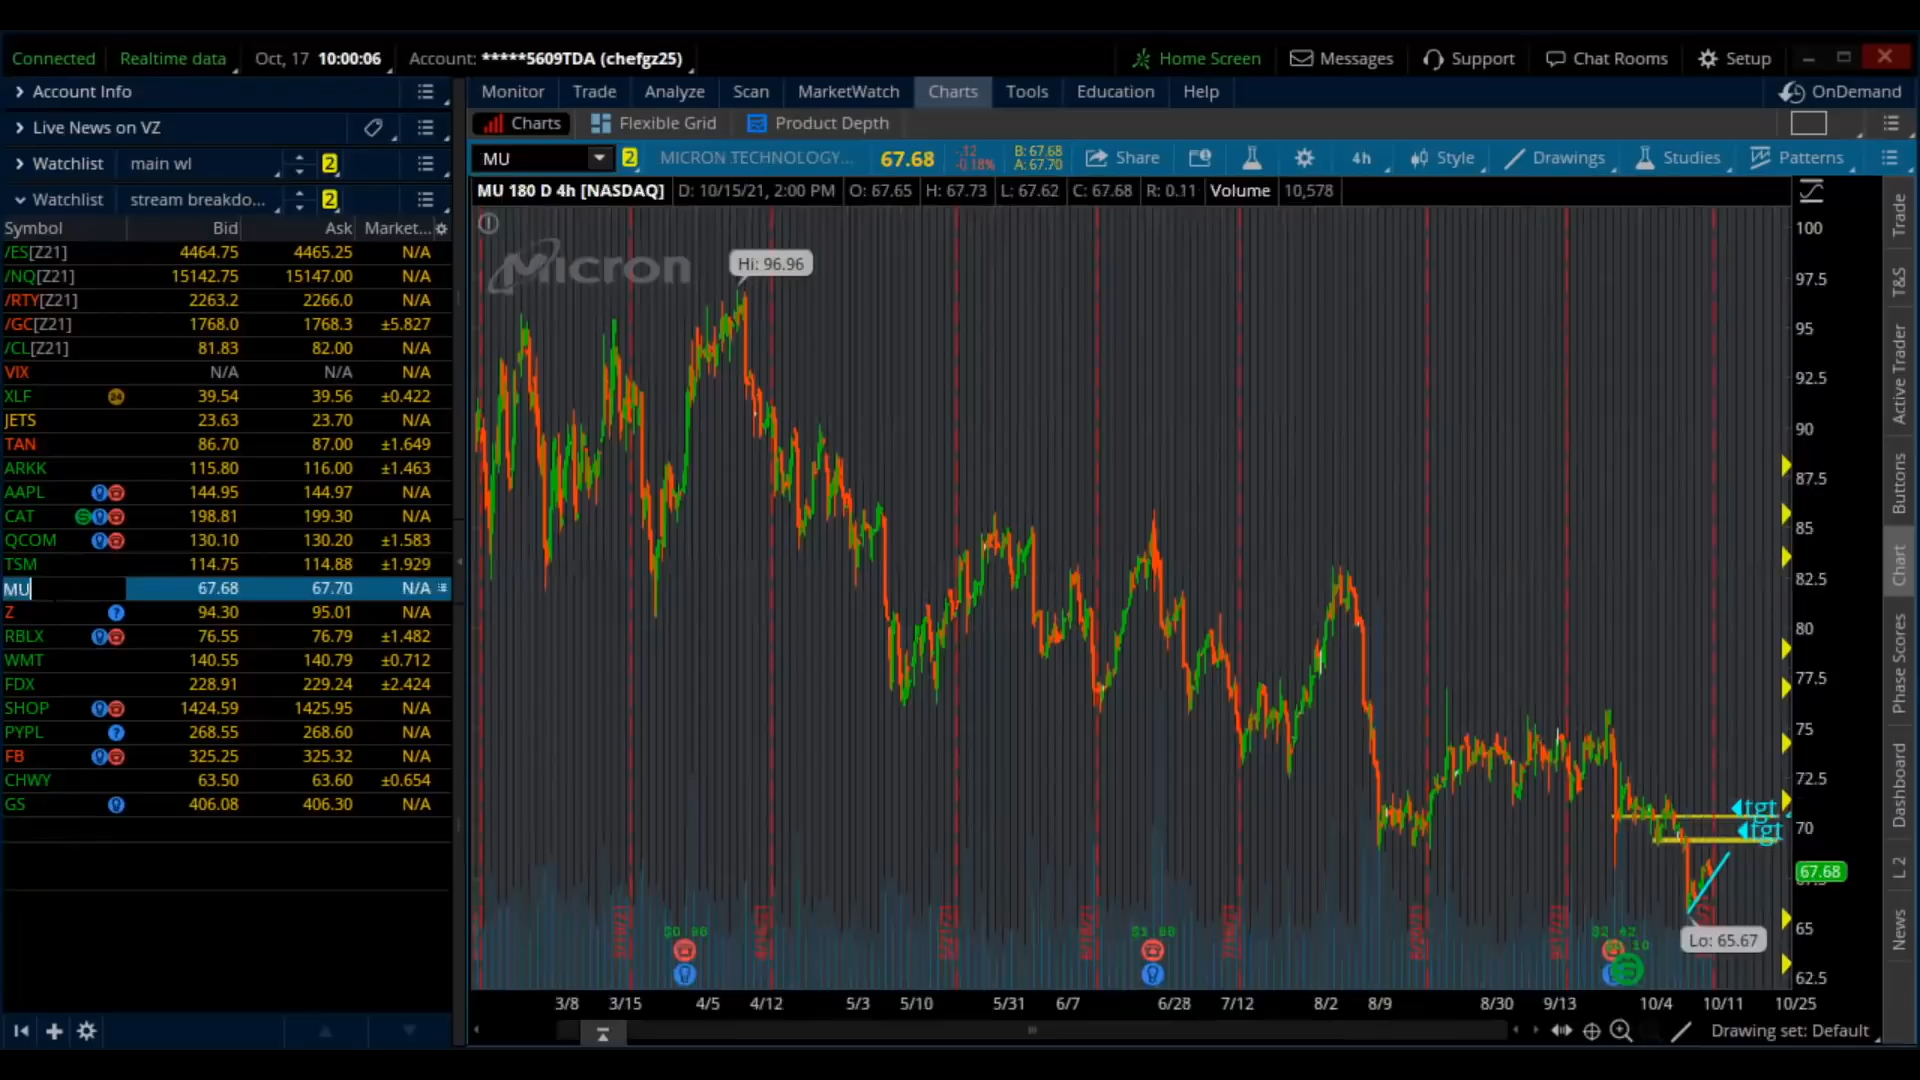 Connected Realtime data Oct, 17 10:00:06 Account: *****5609TDA (chefgz25) Home Screen Messages Support Chat Rooms Setup
Account Info Monitor Trade Analyze Scan MarketWatch Charts Tools Education Help OnDemand
Live News on VZ Charts Flexible Grid Product Depth
Watchlist main wl 2 MU 2 MICRON TECHNOLOGY... 67.68 -.12 -0.18% B: 67.68 A: 67.70 Share 4h Style Drawings Studies Patterns
Watchlist stream breakdo... 2 MU 180 D 4h [NASDAQ] D: 10/15/21, 2:00 PM O: 67.65 H: 67.73 L: 67.62 C: 67.68 R: 0.11 Volume 10,578
Symbol Bid Ask Market...
/ES[Z21] 4464.75 4465.25 N/A
/NQ[Z21] 15142.75 15147.00 N/A
/RTY[Z21] 2263.2 2266.0 N/A
/GC[Z21] 1768.0 1768.3 ±5.827
/CL[Z21] 81.83 82.00 N/A
VIX N/A N/A N/A
XLF 39.54 39.56 ±0.422
JETS 23.63 23.70 N/A
TAN 86.70 87.00 ±1.649
ARKK 115.80 116.00 ±1.463
AAPL 144.95 144.97 N/A
CAT 198.81 199.30 N/A
QCOM 130.10 130.20 ±1.583
TSM 114.75 114.88 ±1.929
MU 67.68 67.70 N/A
Z 94.30 95.01 N/A
RBLX 76.55 76.79 ±1.482
WMT 140.55 140.79 ±0.712
FDX 228.91 229.24 ±2.424
SHOP 1424.59 1425.95 N/A
PYPL 268.55 268.60 N/A
FB 325.25 325.32 N/A
CHWY 63.50 63.60 ±0.654
GS 406.08 406.30 N/A
Micron
Hi: 96.96
tgt
tgt
Lo: 65.67
100
97.5
95
92.5
90
87.5
85
82.5
80
77.5
75
72.5
70
67.68
65
62.5
3/8 3/15 4/5 4/12 5/3 5/10 5/31 6/7 6/28 7/12 8/2 8/9 8/30 9/13 10/4 10/11 10/25
Drawing set: Default
Trade
T&S
Active Trader
Buttons
Chart
Phase Scores
Dashboard
L2
News